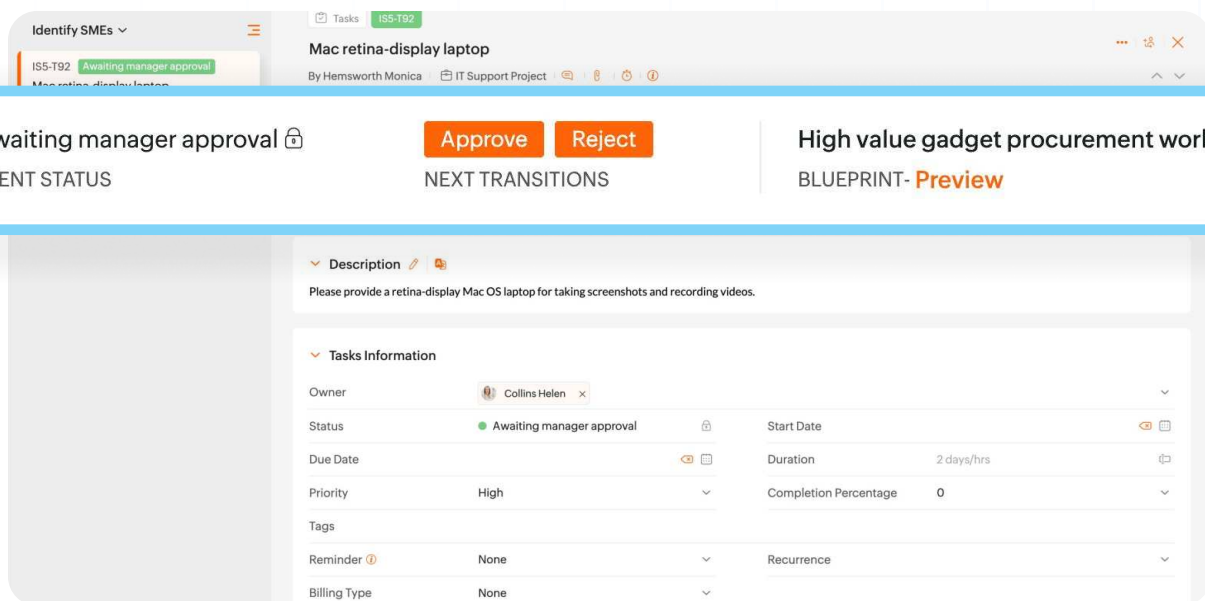 Identify SMEs
IS5-T92 Awaiting manager approval
Mac retina-display laptop
Tasks IS5-T92
Mac retina-display laptop
By Hemsworth Monica IT Support Project
waiting manager approval
ENT STATUS
Approve Reject
NEXT TRANSITIONS
High value gadget procurement worl
BLUEPRINT- Preview
Description
Please provide a retina-display Mac OS laptop for taking screenshots and recording videos.
Tasks Information
Owner Collins Helen ×
Status Awaiting manager approval Start Date
Due Date Duration 2 days/hrs
Priority High Completion Percentage 0
Tags
Reminder None Recurrence
Billing Type None